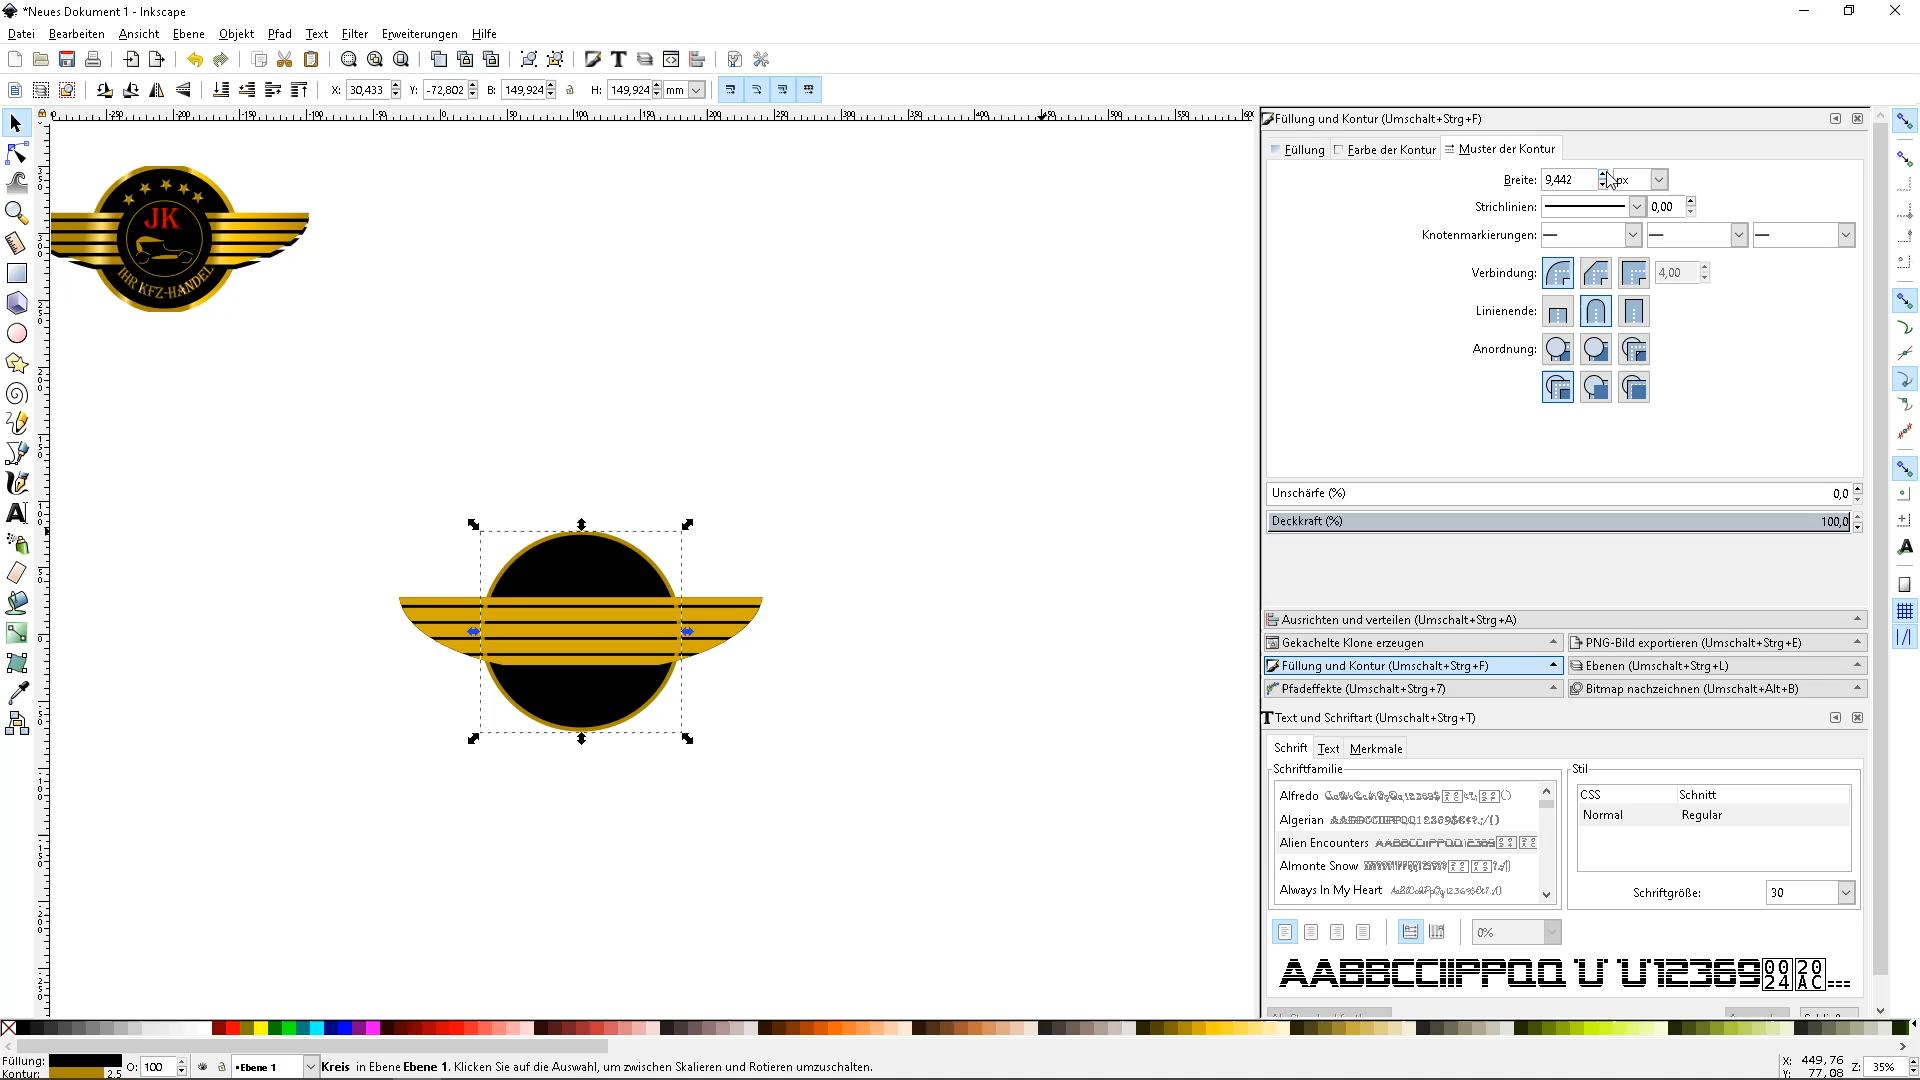 *Neues Dokument 1 - Inkscape
Datei Bearbeiten Ansicht Ebene Objekt Pfad Text Filter Erweiterungen Hilfe
X: 30,433 Y: -72,802 B: 149,924 H: 149,924 mm
Füllung und Kontur (Umschalt+Strg+F)
Füllung Farbe der Kontur Muster der Kontur
Breite: 9,442 px
Strichlinien: 0,00
Knotenmarkierungen:
Verbindung: 4,00
Linienende:
Anordnung:
JK
IHR KFZ-HANDEL
Unschärfe (%) 0,0
Deckkraft (%) 100,0
Ausrichten und verteilen (Umschalt+Strg+A)
Gekachelte Klone erzeugen PNG-Bild exportieren (Umschalt+Strg+E)
Füllung und Kontur (Umschalt+Strg+F) Ebenen (Umschalt+Strg+L)
Pfadeffekte (Umschalt+Strg+7) Bitmap nachzeichnen (Umschalt+Alt+B)
Text und Schriftart (Umschalt+Strg+T)
Schrift Text Merkmale
Schriftfamilie Stil
Alfredo
Algerian
Alien Encounters
Almonte Snow
Always In My Heart
CSS Schnitt
Normal Regular
Schriftgröße: 30
0%
AABBCCIIPPQQ
12369
Füllung: O: 100 Ebene 1 Kreis in Ebene Ebene 1. Klicken Sie auf die Auswahl, um zwischen Skalieren und Rotieren umzuschalten. X: 449,76 Z: 35%
Kontur: 2.5 Y: 77,08